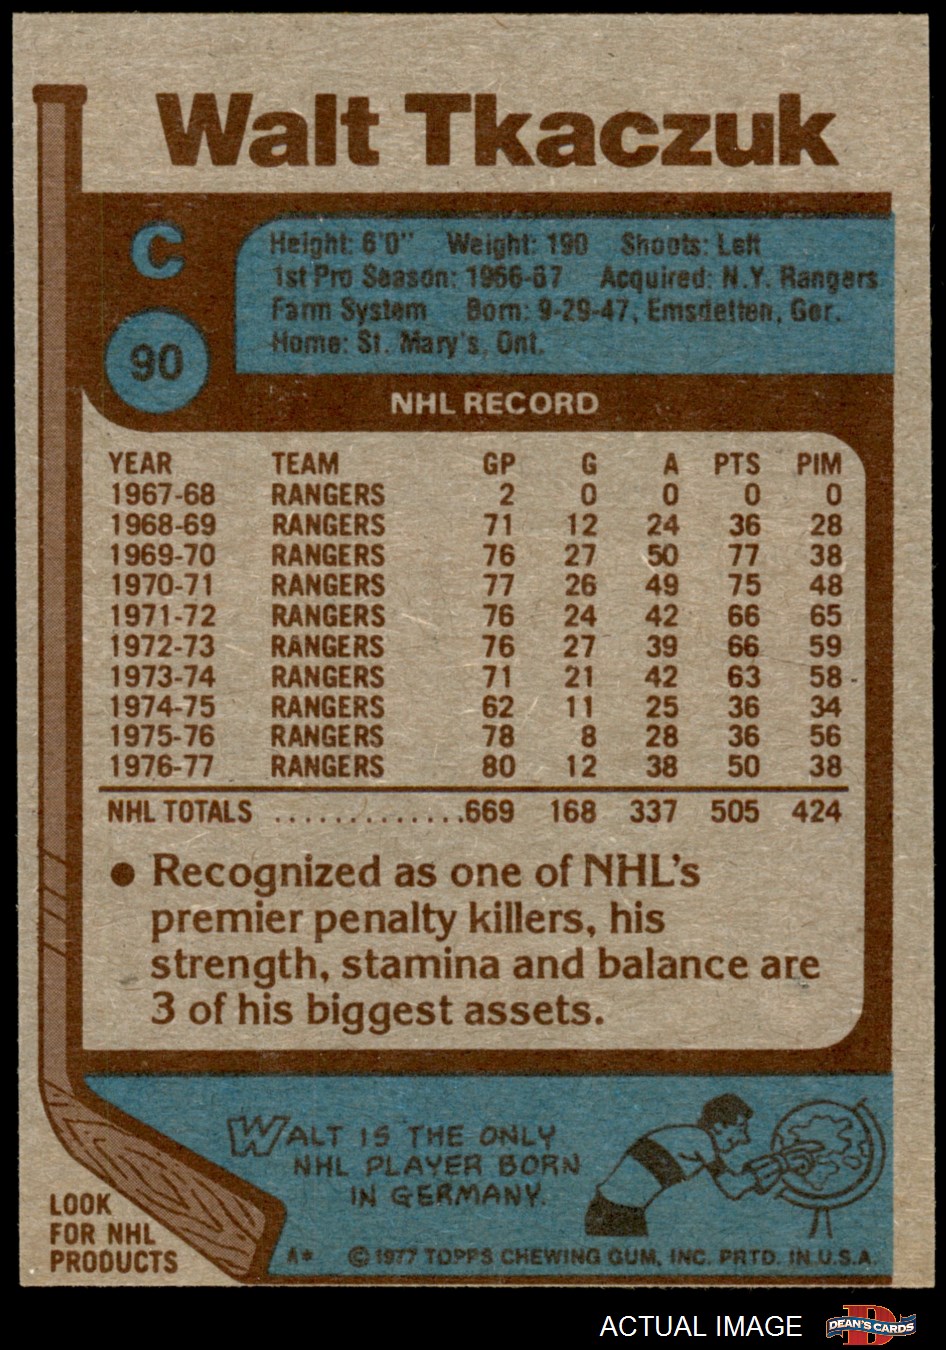 Walt Tkaczuk
C
90
Height: 6'0" Weight: 190 Shoots: Left
1st Pro Season: 1966-67 Acquired: N.Y. Rangers
Farm System Born: 9-29-47, Emsdetten, Ger.
Home: St. Mary's, Ont.
NHL RECORD
YEAR TEAM GP G A PTS PIM
1967-68 RANGERS 2 0 0 0 0
1968-69 RANGERS 71 12 24 36 28
1969-70 RANGERS 76 27 50 77 38
1970-71 RANGERS 77 26 49 75 48
1971-72 RANGERS 76 24 42 66 65
1972-73 RANGERS 76 27 39 66 59
1973-74 RANGERS 71 21 42 63 58
1974-75 RANGERS 62 11 25 36 34
1975-76 RANGERS 78 8 28 36 56
1976-77 RANGERS 80 12 38 50 38
NHL TOTALS .............669 168 337 505 424
● Recognized as one of NHL's
premier penalty killers, his
strength, stamina and balance are
3 of his biggest assets.
WALT IS THE ONLY
NHL PLAYER BORN
IN GERMANY.
LOOK
FOR NHL
PRODUCTS
A* © 1977 TOPPS CHEWING GUM, INC. PRTD. IN U.S.A.
ACTUAL IMAGE
D
DEAN'S CARDS